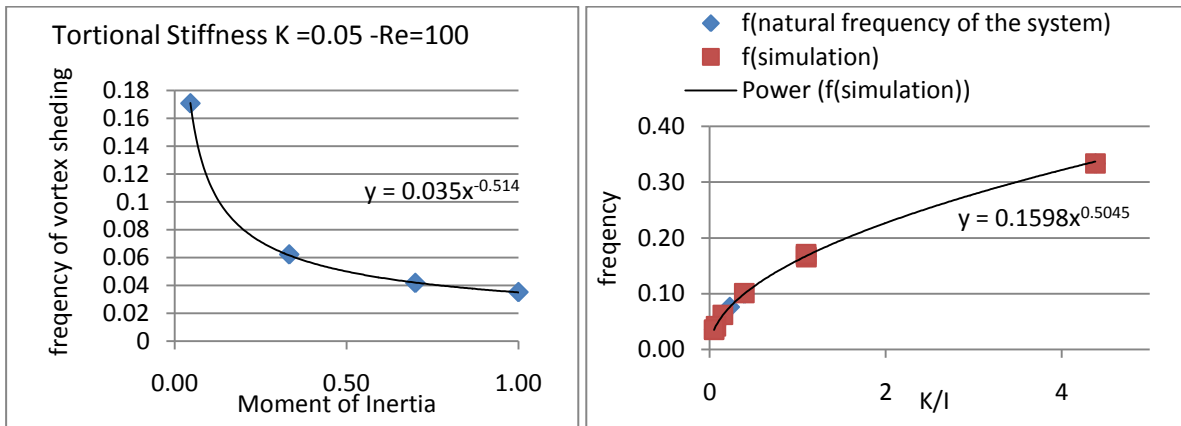 Tortional Stiffness K =0.05 -Re=100
freqency of vortex sheding
0.18
0.16
0.14
0.12
0.1
0.08
0.06
0.04
0.02
0
y = 0.035x^-0.514
0.00
0.50
1.00
Moment of Inertia
f(natural frequency of the system)
f(simulation)
Power (f(simulation))
freqency
0.40
0.30
0.20
0.10
0.00
y = 0.1598x^0.5045
0
2
4
K/I